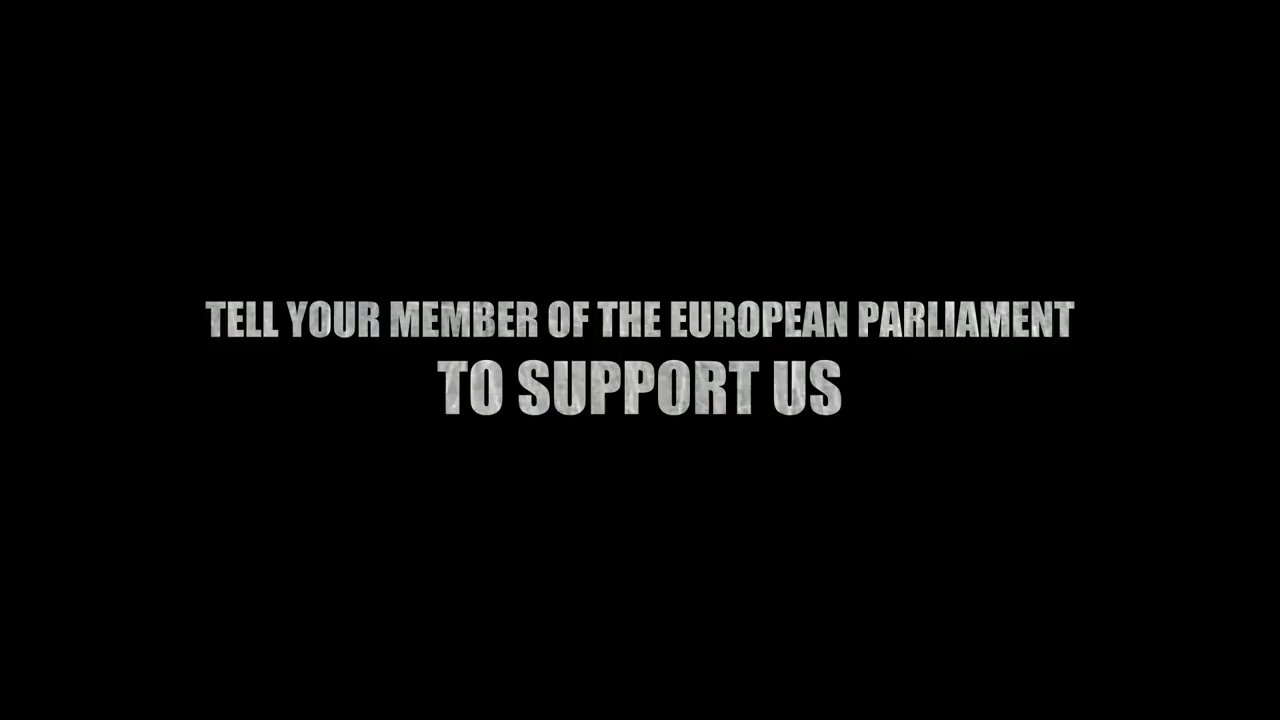 TELL YOUR MEMBER OF THE EUROPEAN PARLIAMENT
TO SUPPORT US